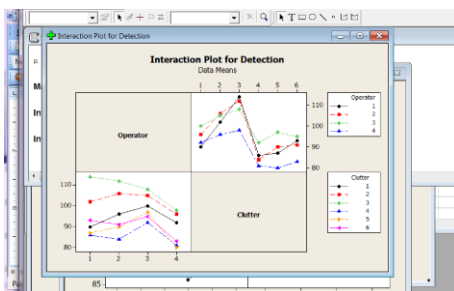 Interaction Plot for Detection
Interaction Plot for Detection
Data Means
1 2 3 4 5 6
Operator
110
100
90
80
Operator
1
2
3
4
110
100
90
80
Clutter
Clutter
1
2
3
4
5
6
1 2 3 4
85